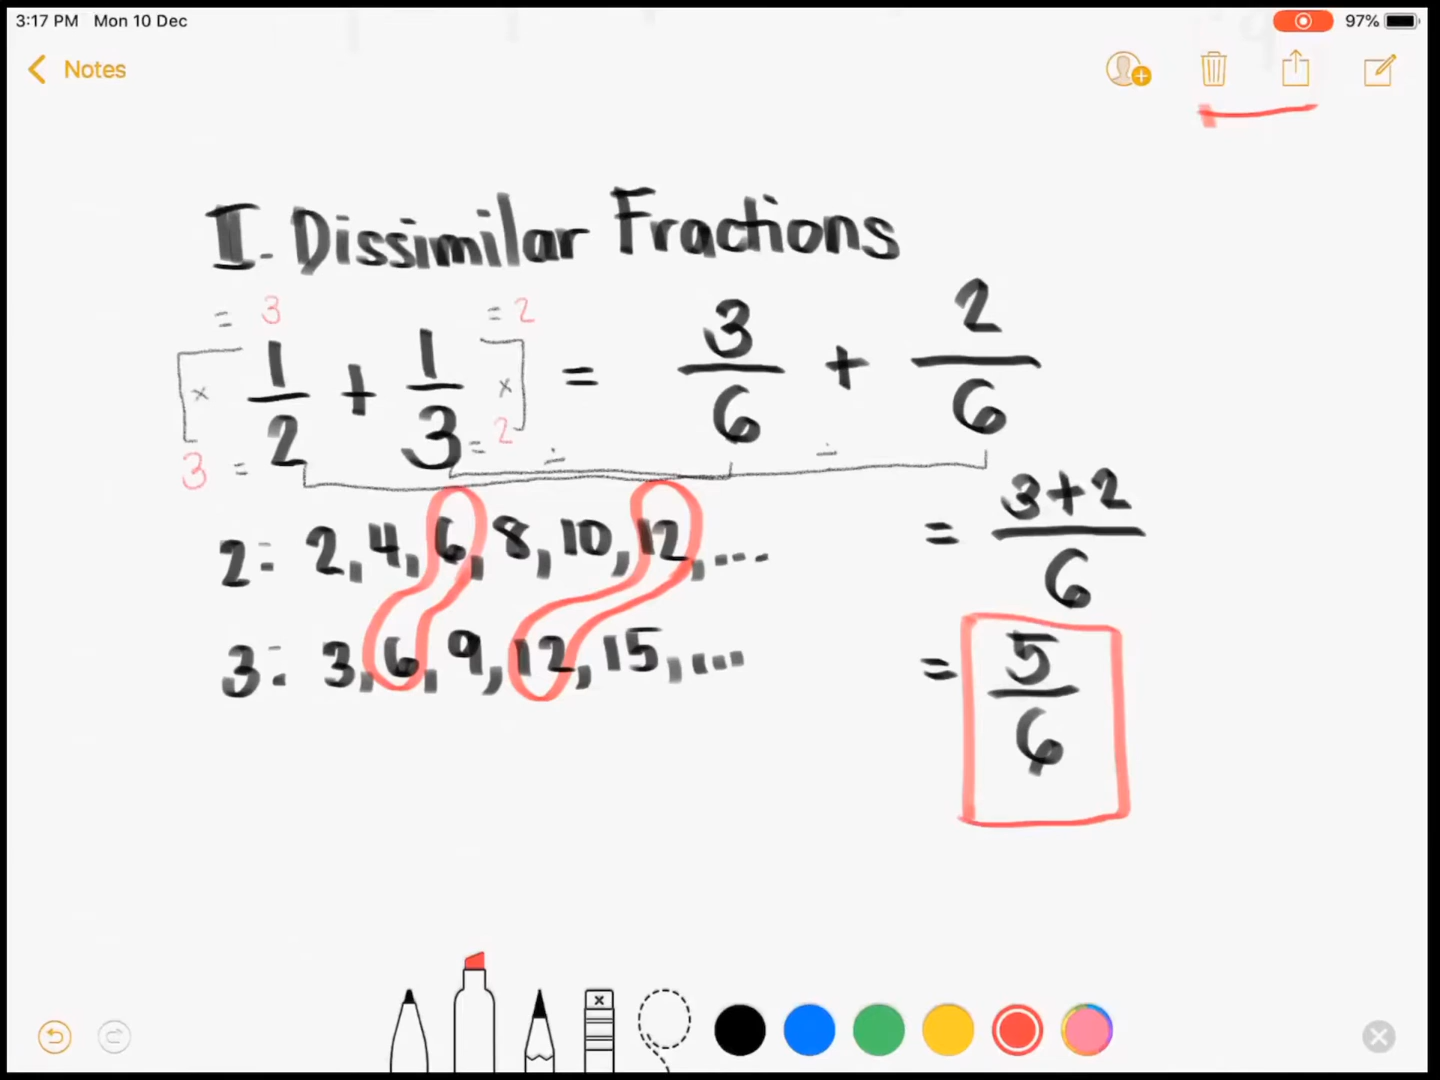 3:17 PM Mon 10 Dec 97%
Notes
I. Dissimilar Fractions
= 3 = 2
[ × 1/2 + 1/3 × ] = 3/6 + 2/6
3 = = 2 ÷ ÷
2: 2, 4, 6, 8, 10, 12, ....
= 3+2/6
3: 3, 6, 9, 12, 15, ....
= 5/6